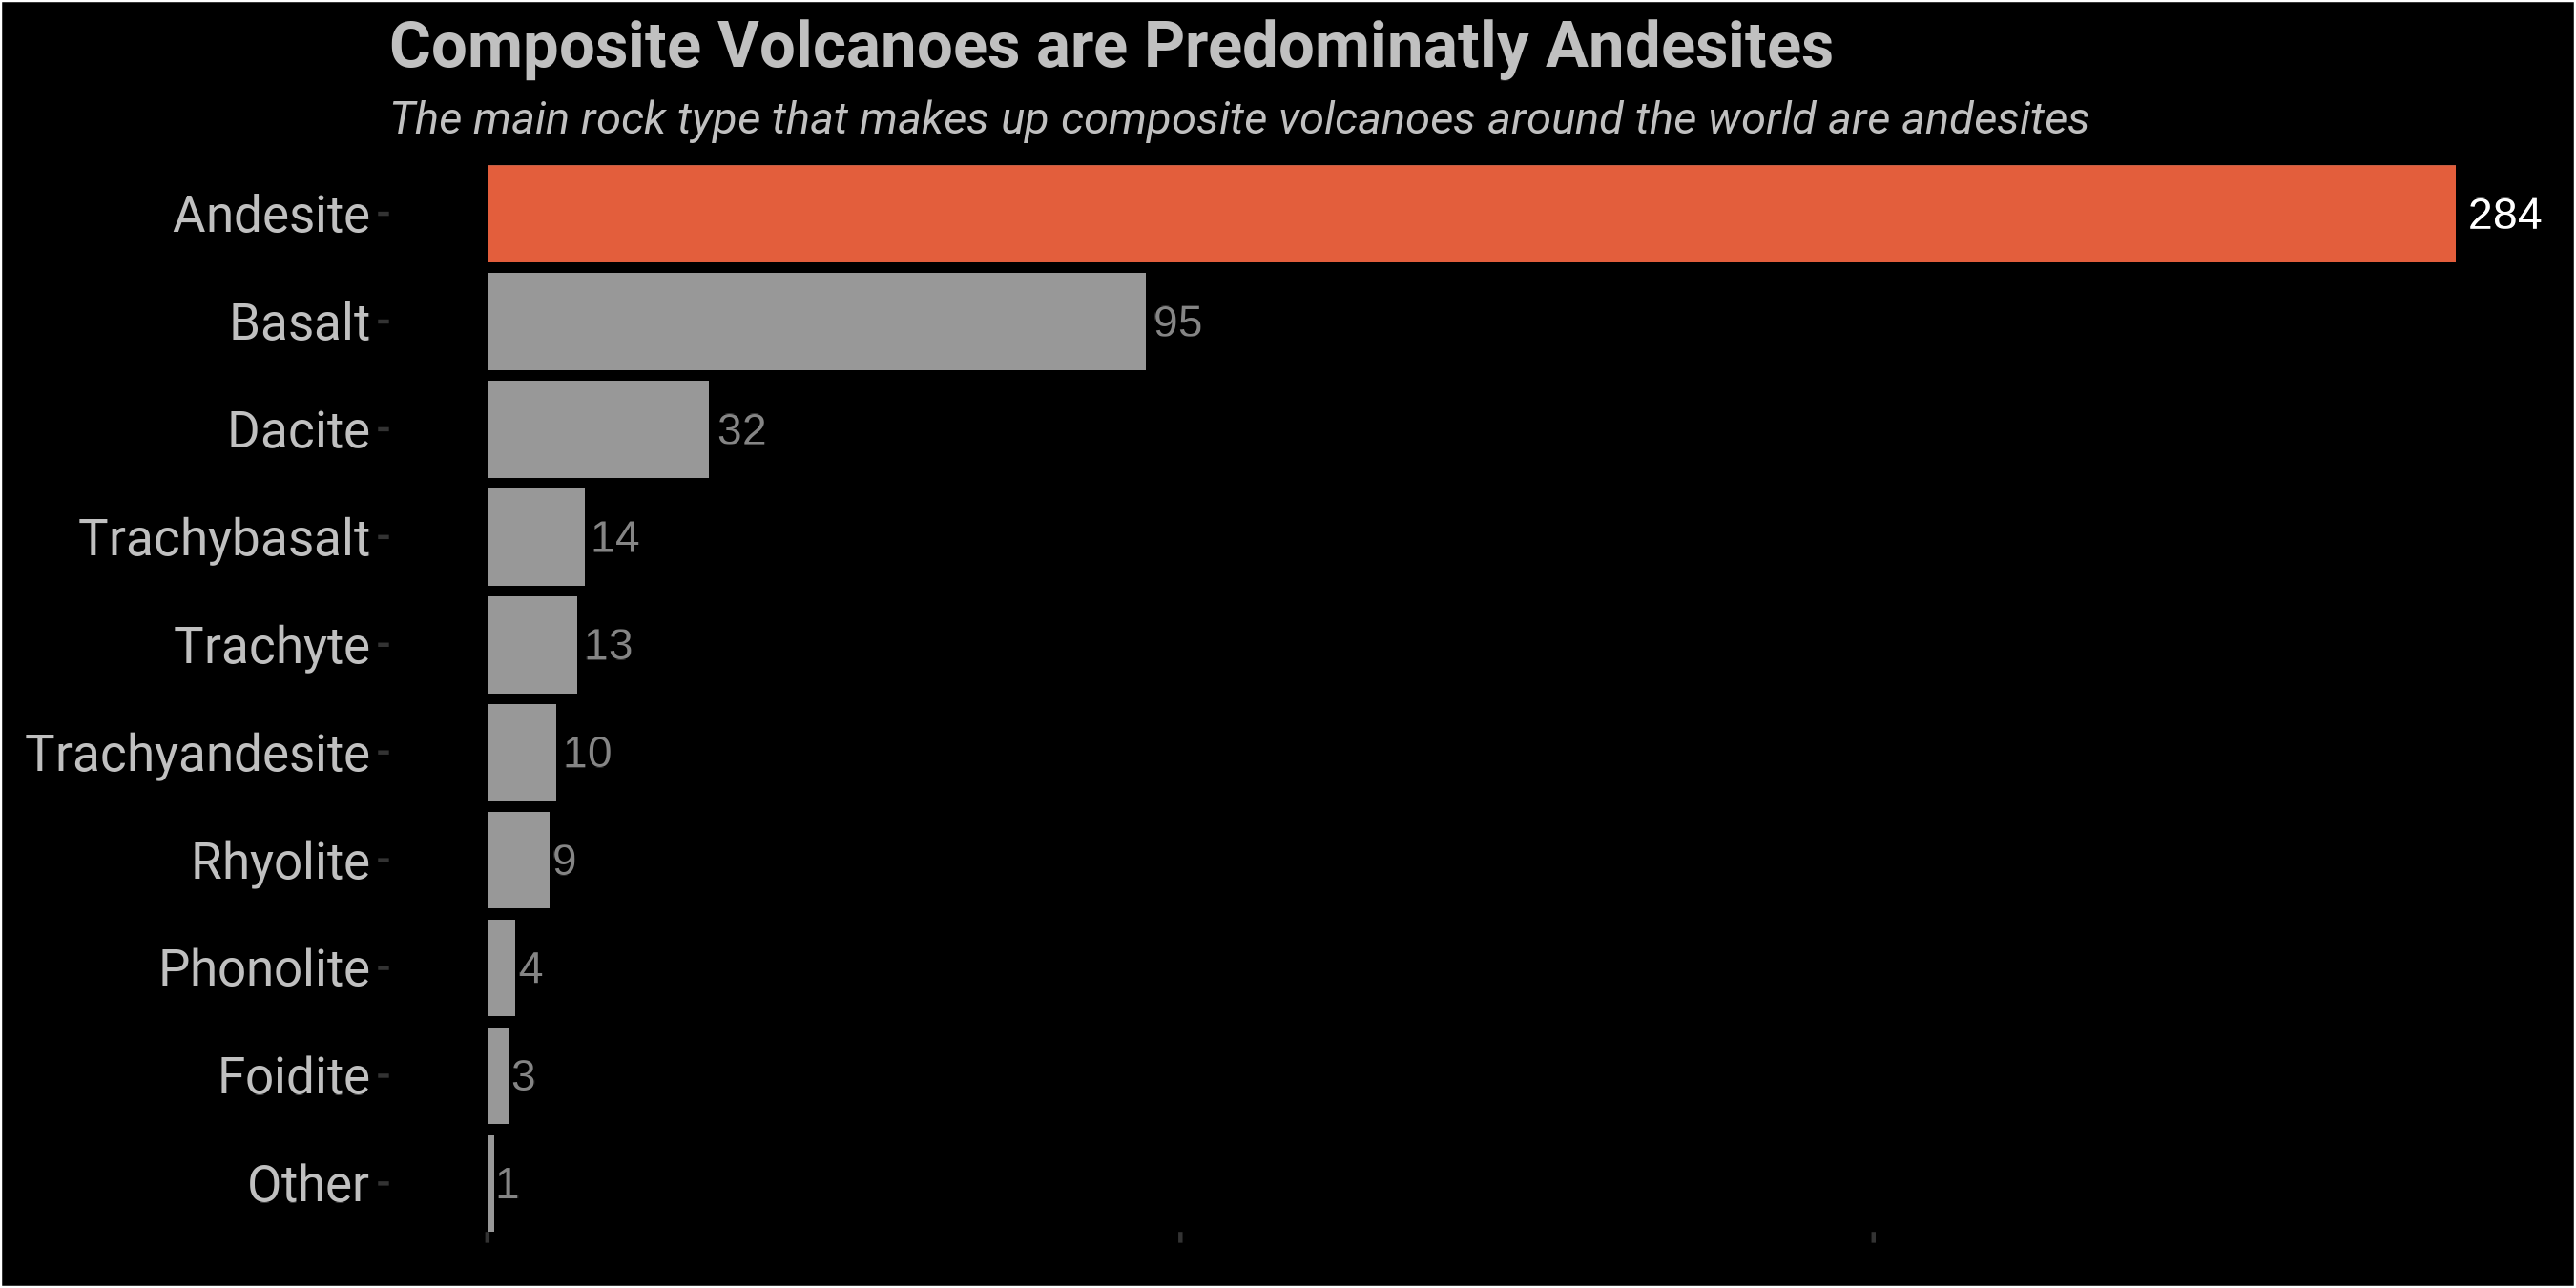 Composite Volcanoes are Predominatly Andesites
The main rock type that makes up composite volcanoes around the world are andesites
Andesite 284
Basalt 95
Dacite 32
Trachybasalt 14
Trachyte 13
Trachyandesite 10
Rhyolite 9
Phonolite 4
Foidite 3
Other 1